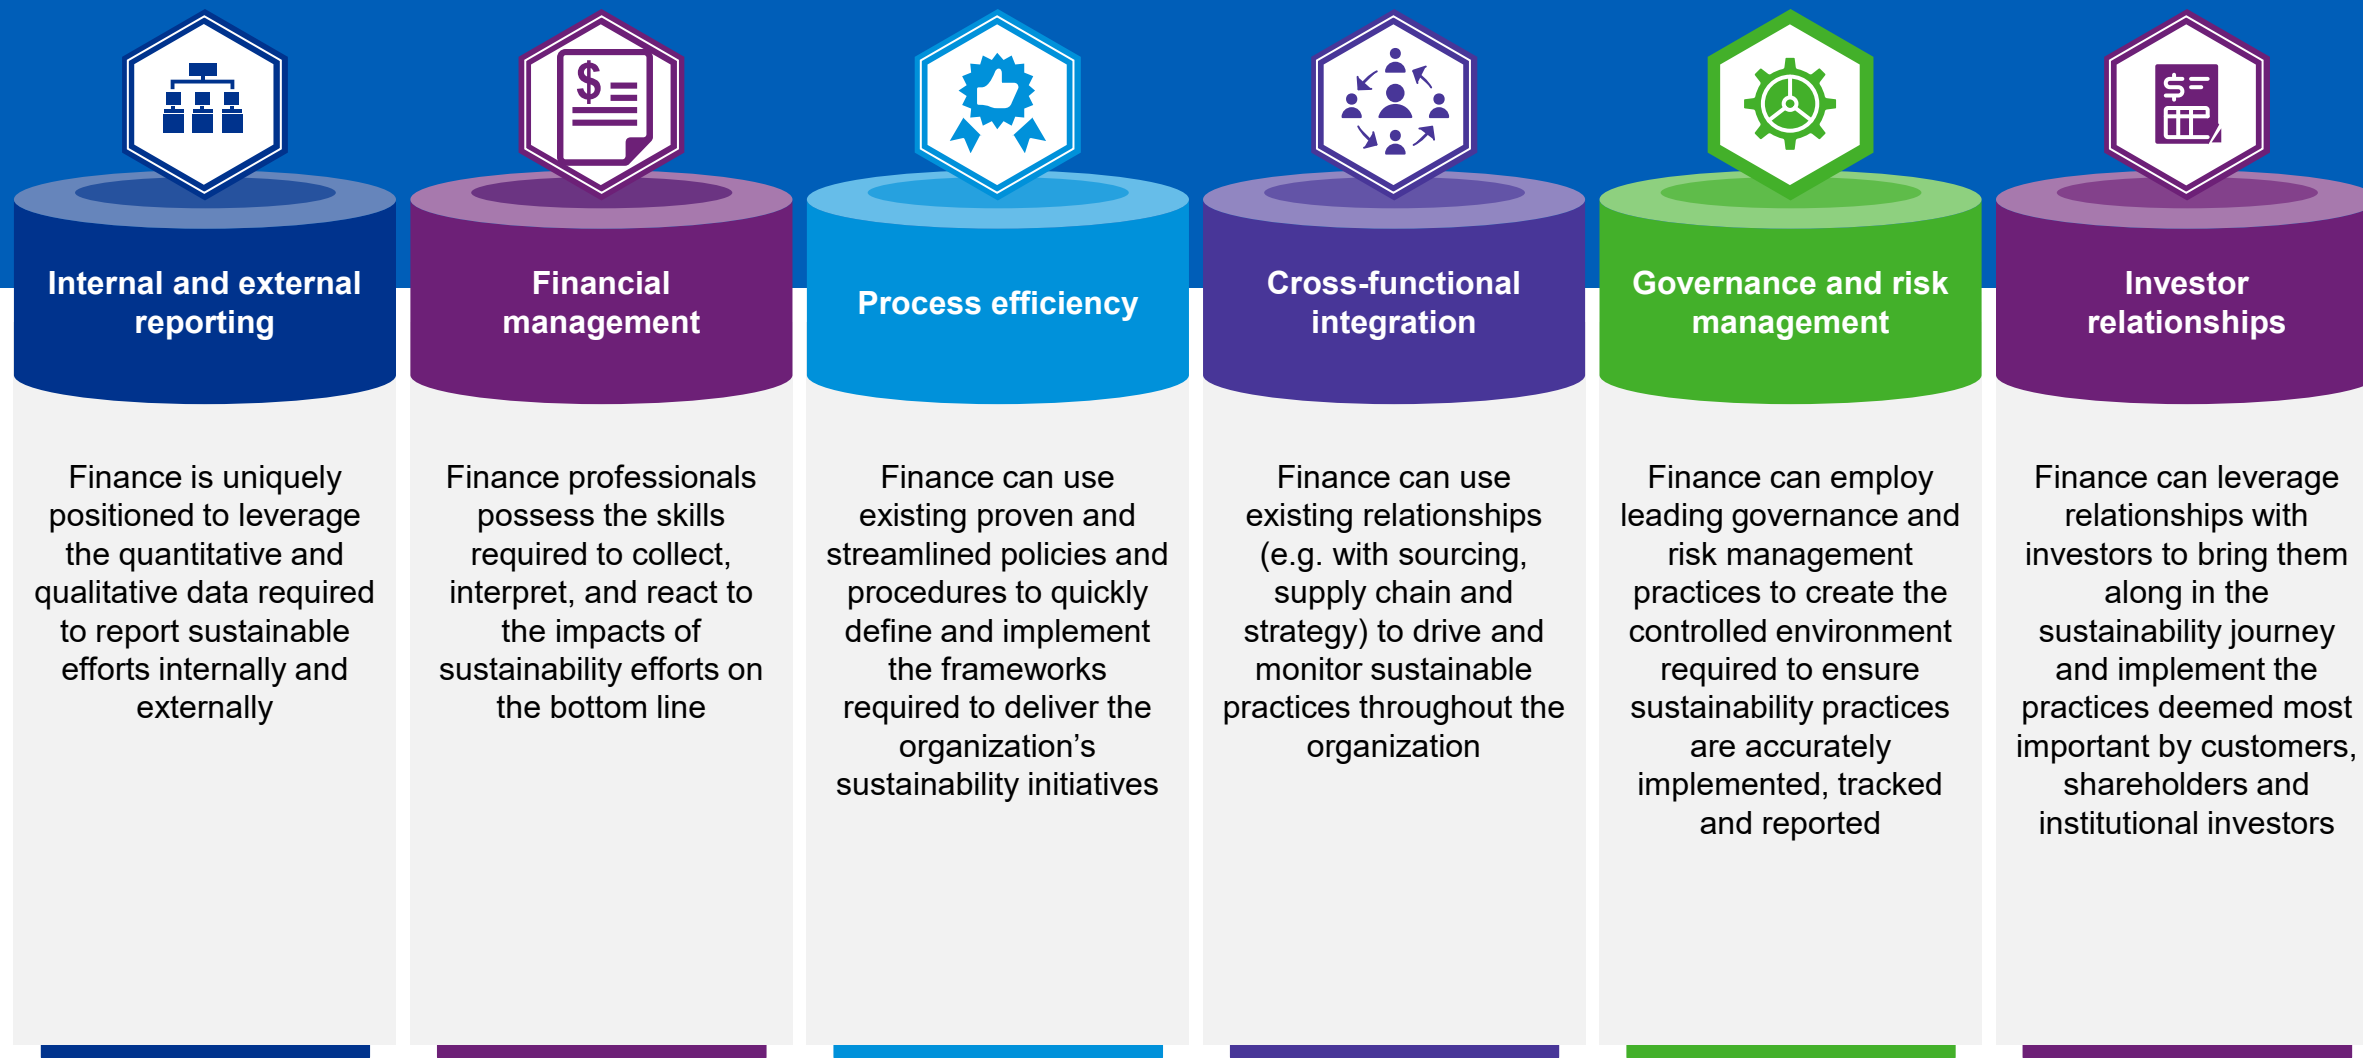 Internal and external
reporting
Finance is uniquely
positioned to leverage
the quantitative and
qualitative data required
to report sustainable
efforts internally and
externally
$
Financial
management
Finance professionals
possess the skills
required to collect,
interpret, and react to
the impacts of
sustainability efforts on
the bottom line
Process efficiency
Finance can use
existing proven and
streamlined policies and
procedures to quickly
define and implement
the frameworks
required to deliver the
organization’s
sustainability initiatives
Cross-functional
integration
Finance can use
existing relationships
(e.g. with sourcing,
supply chain and
strategy) to drive and
monitor sustainable
practices throughout the
organization
Governance and risk
management
Finance can employ
leading governance and
risk management
practices to create the
controlled environment
required to ensure
sustainability practices
are accurately
implemented, tracked
and reported
$
Investor
relationships
Finance can leverage
relationships with
investors to bring them
along in the
sustainability journey
and implement the
practices deemed most
important by customers,
shareholders and
institutional investors